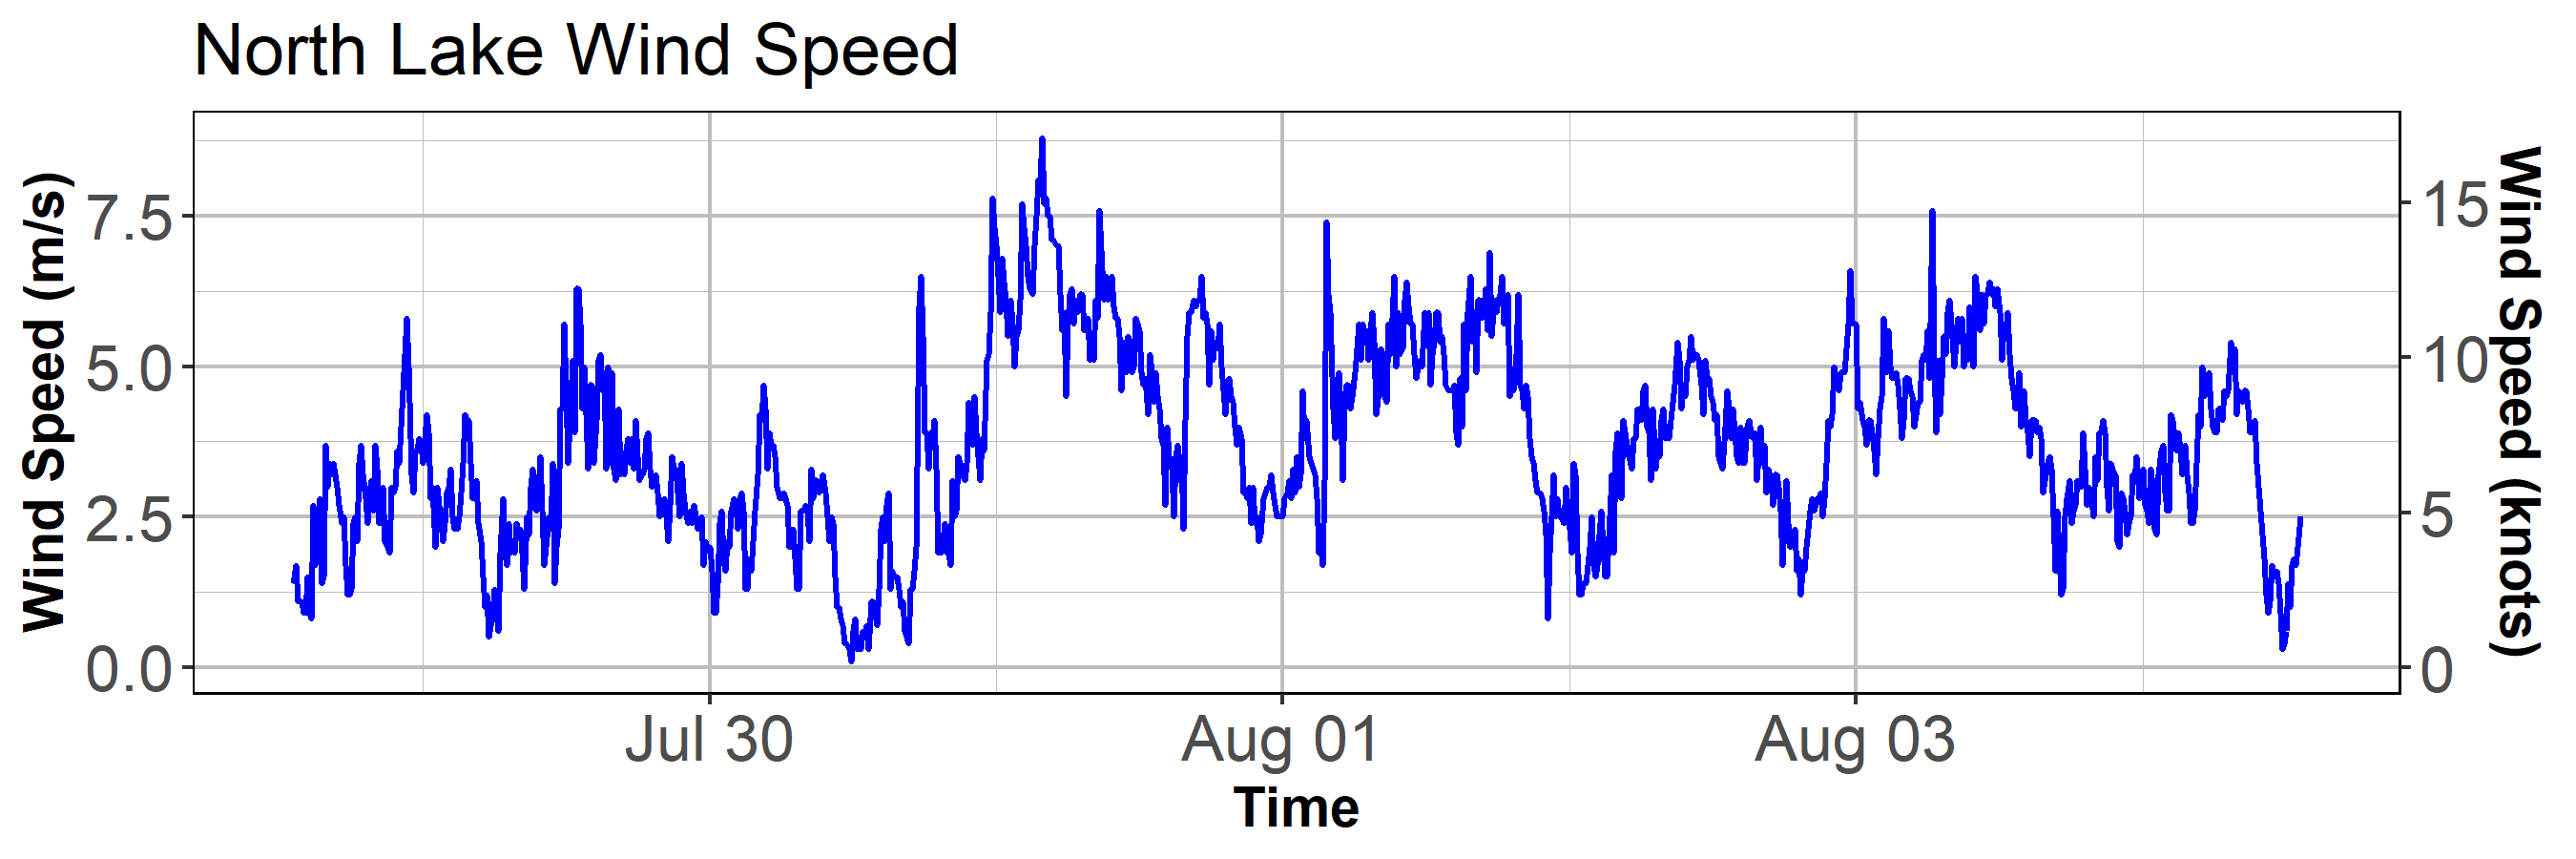 North Lake Wind Speed
Wind Speed (m/s)
7.5
5.0
2.5
0.0
15
10
5
0
Wind Speed (knots)
Jul 30
Aug 01
Aug 03
Time